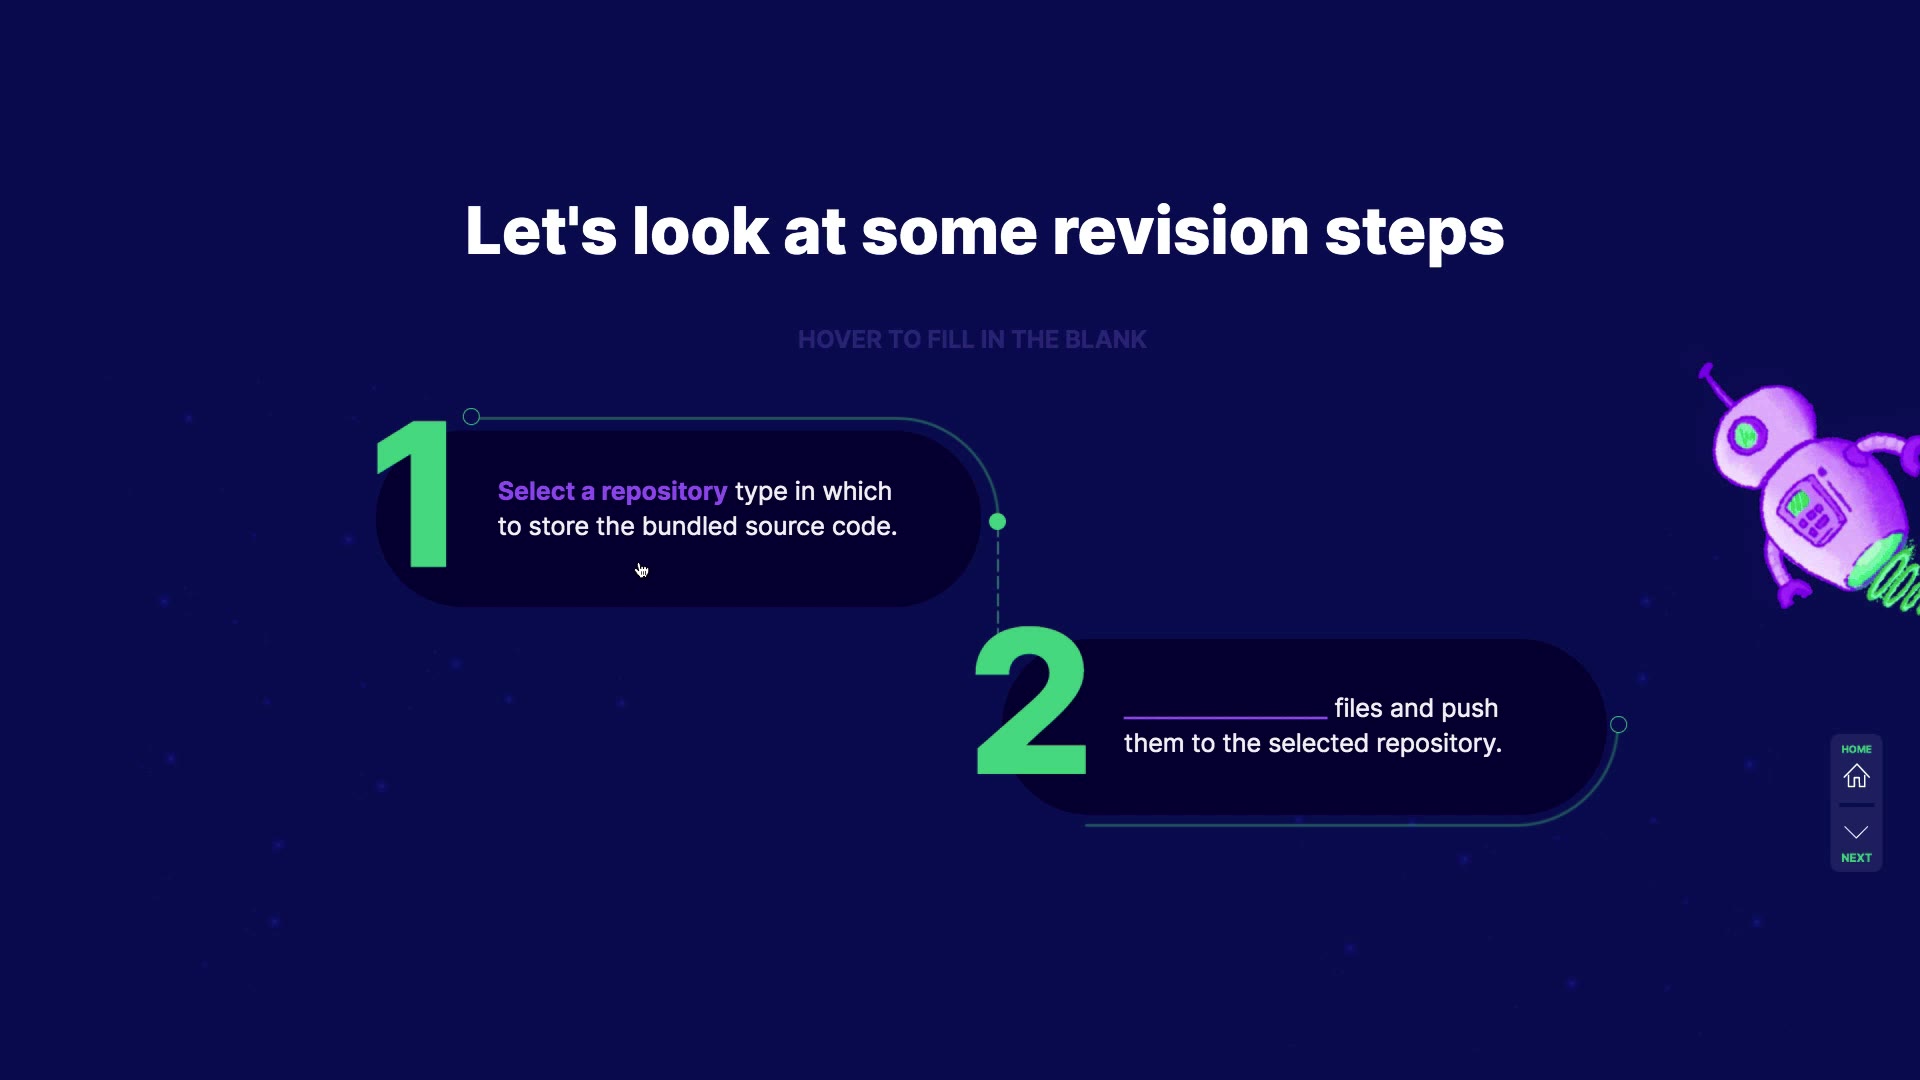 Let's look at some revision steps
HOVER TO FILL IN THE BLANK
1
Select a repository type in which
to store the bundled source code.
2
_______________ files and push
them to the selected repository.
HOME
NEXT